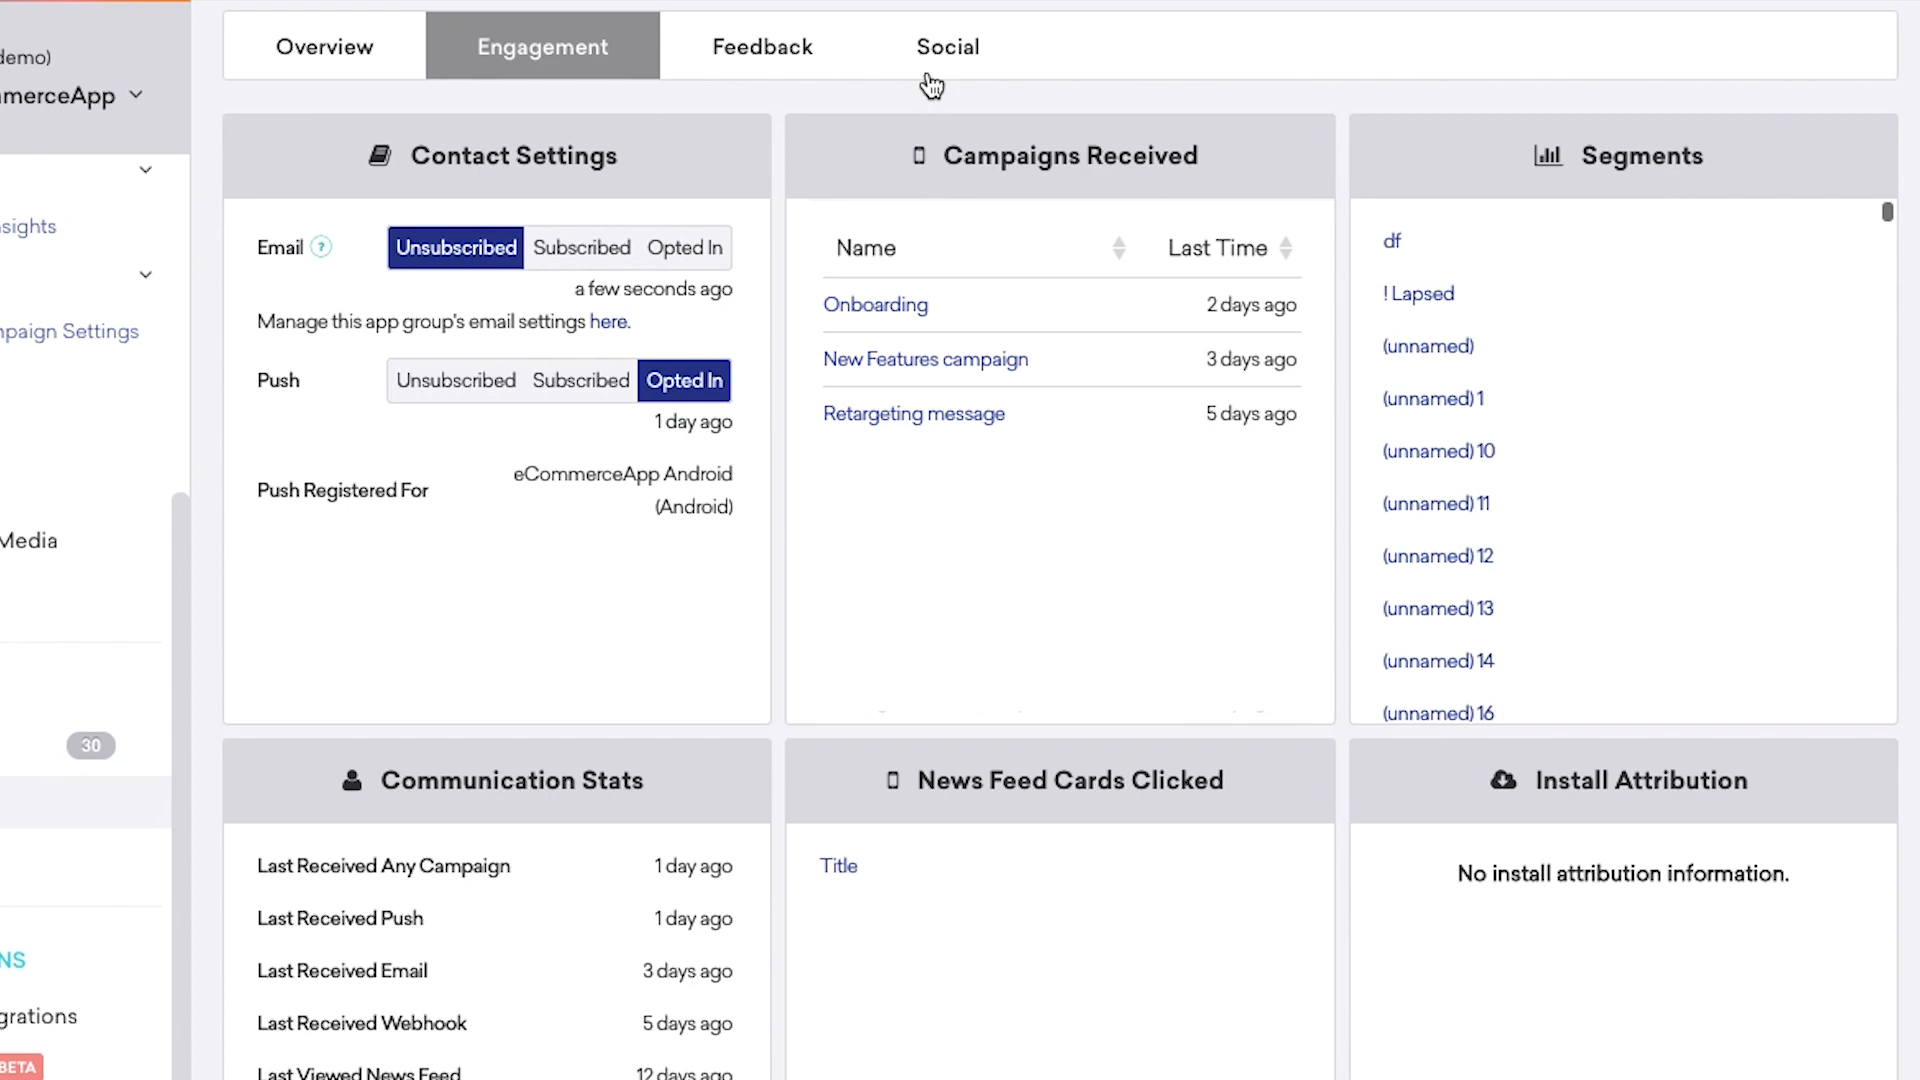 Overview
Engagement
Feedback
Social
demo)
merceApp
sights
paign Settings
Media
30
NS
grations
BETA
Contact Settings
Email ?
Unsubscribed Subscribed Opted In
a few seconds ago
Manage this app group's email settings here.
Push
Unsubscribed Subscribed Opted In
1 day ago
Push Registered For
eCommerceApp Android
(Android)
Campaigns Received
Name Last Time
Onboarding 2 days ago
New Features campaign 3 days ago
Retargeting message 5 days ago
Segments
df
! Lapsed
(unnamed)
(unnamed) 1
(unnamed) 10
(unnamed) 11
(unnamed) 12
(unnamed) 13
(unnamed) 14
(unnamed) 16
Communication Stats
Last Received Any Campaign 1 day ago
Last Received Push 1 day ago
Last Received Email 3 days ago
Last Received Webhook 5 days ago
Last Viewed News Feed 12 days ago
News Feed Cards Clicked
Title
Install Attribution
No install attribution information.